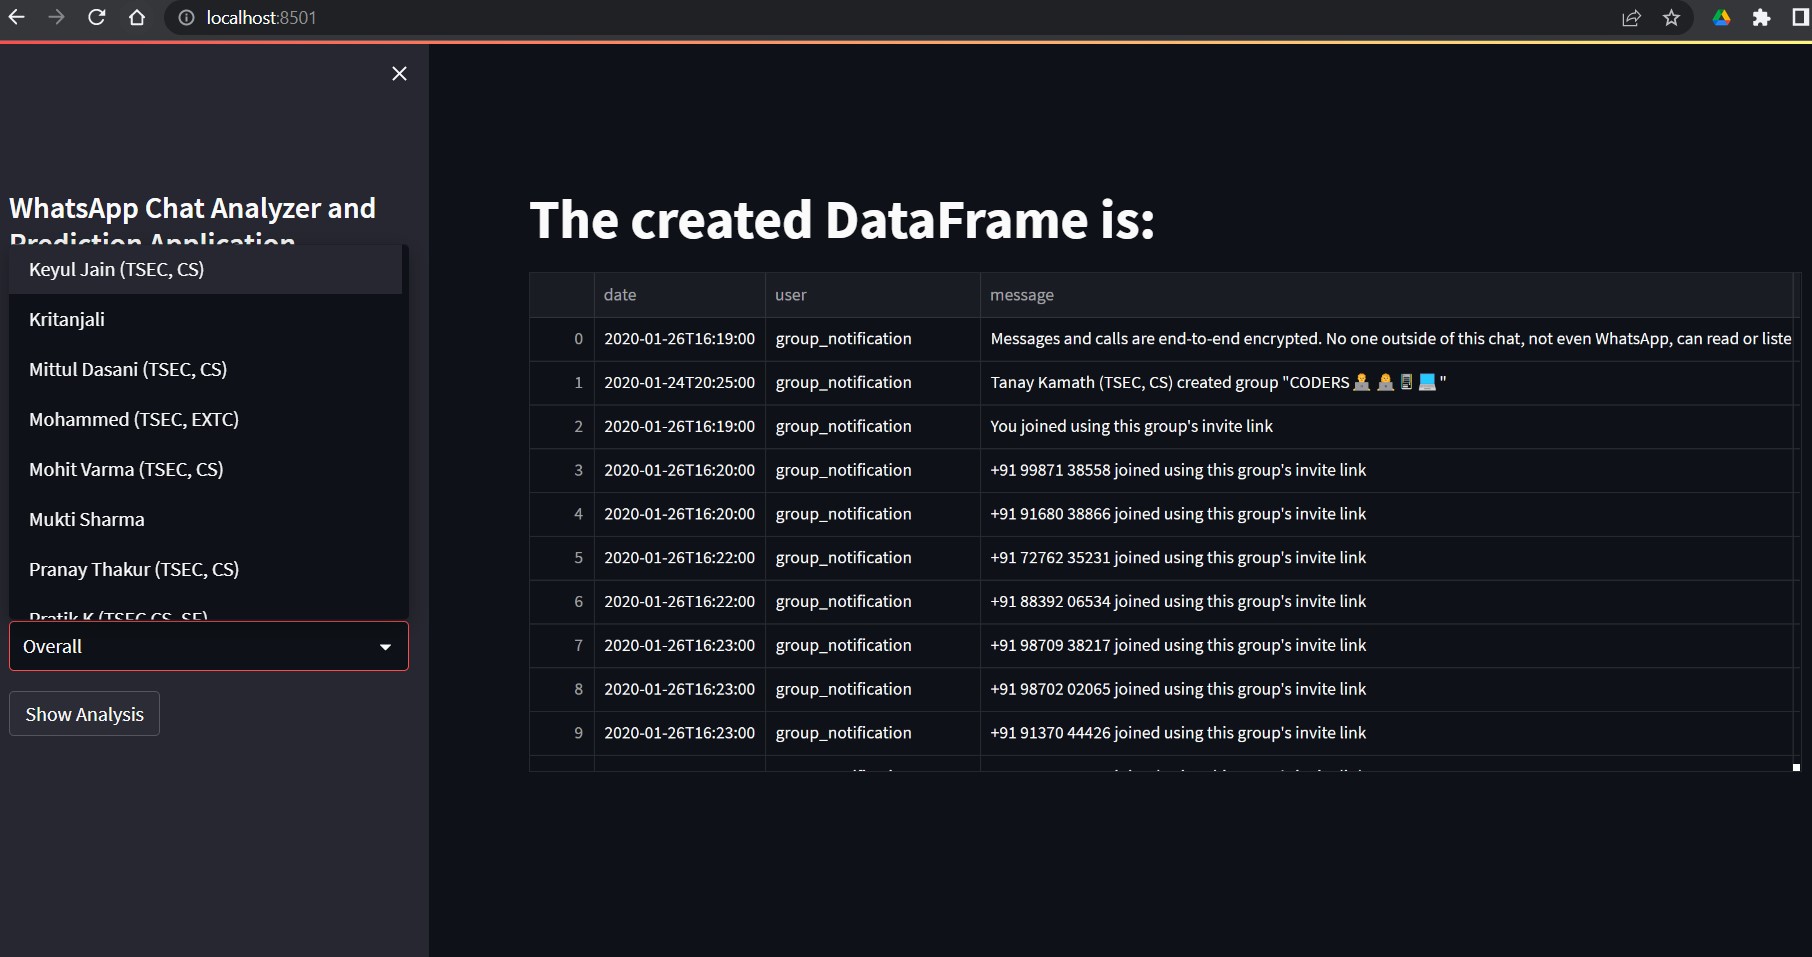 localhost:8501
WhatsApp Chat Analyzer and
Prediction Application
Keyul Jain (TSEC, CS)
Kritanjali
Mittul Dasani (TSEC, CS)
Mohammed (TSEC, EXTC)
Mohit Varma (TSEC, CS)
Mukti Sharma
Pranay Thakur (TSEC, CS)
Pratik K (TSEC CS, SE)
Overall
Show Analysis
The created DataFrame is:
date user message
0 2020-01-26T16:19:00 group_notification Messages and calls are end-to-end encrypted. No one outside of this chat, not even WhatsApp, can read or liste
1 2020-01-24T20:25:00 group_notification Tanay Kamath (TSEC, CS) created group "CODERS👨‍💻👩‍💻🖥💻"
2 2020-01-26T16:19:00 group_notification You joined using this group's invite link
3 2020-01-26T16:20:00 group_notification +91 99871 38558 joined using this group's invite link
4 2020-01-26T16:20:00 group_notification +91 91680 38866 joined using this group's invite link
5 2020-01-26T16:22:00 group_notification +91 72762 35231 joined using this group's invite link
6 2020-01-26T16:22:00 group_notification +91 88392 06534 joined using this group's invite link
7 2020-01-26T16:23:00 group_notification +91 98709 38217 joined using this group's invite link
8 2020-01-26T16:23:00 group_notification +91 98702 02065 joined using this group's invite link
9 2020-01-26T16:23:00 group_notification +91 91370 44426 joined using this group's invite link